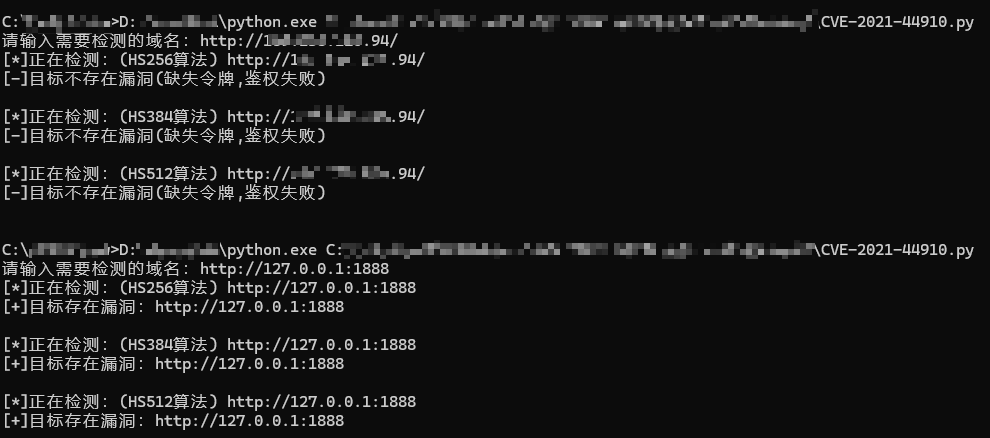 C:\>D:\python.exe \CVE-2021-44910.py
请输入需要检测的域名: http://1.94/
[*]正在检测: (HS256算法) http://1.94/
[-]目标不存在漏洞(缺失令牌,鉴权失败)
[*]正在检测: (HS384算法) http://.94/
[-]目标不存在漏洞(缺失令牌,鉴权失败)
[*]正在检测: (HS512算法) http://.94/
[-]目标不存在漏洞(缺失令牌,鉴权失败)
C:\>D:\python.exe C:\CVE-2021-44910.py
请输入需要检测的域名: http://127.0.0.1:1888
[*]正在检测: (HS256算法) http://127.0.0.1:1888
[+]目标存在漏洞: http://127.0.0.1:1888
[*]正在检测: (HS384算法) http://127.0.0.1:1888
[+]目标存在漏洞: http://127.0.0.1:1888
[*]正在检测: (HS512算法) http://127.0.0.1:1888
[+]目标存在漏洞: http://127.0.0.1:1888